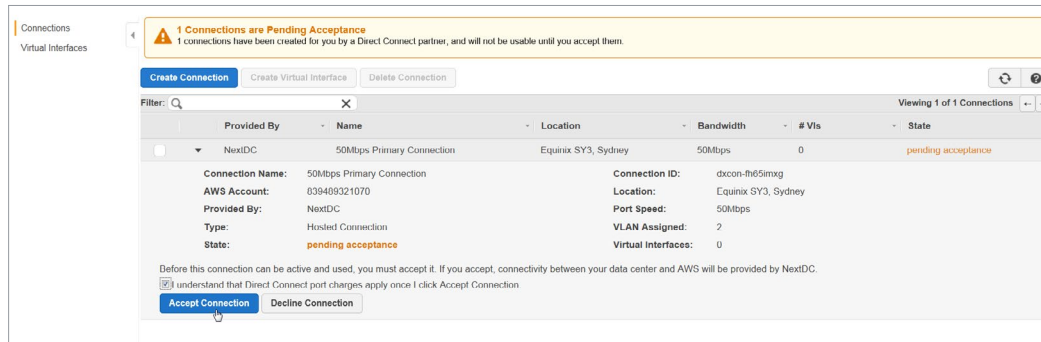 Connections
Virtual Interfaces
1 Connections are Pending Acceptance
1 connections have been created for you by a Direct Connect partner, and will not be usable until you accept them.
Create Connection Create Virtual Interface Delete Connection
Filter: Viewing 1 of 1 Connections
Provided By Name Location Bandwidth # VIs State
NextDC 50Mbps Primary Connection Equinix SY3, Sydney 50Mbps 0 pending acceptance
Connection Name: 50Mbps Primary Connection Connection ID: dxcon-fh65imxg
AWS Account: 839489321070 Location: Equinix SY3, Sydney
Provided By: NextDC Port Speed: 50Mbps
Type: Hosted Connection VLAN Assigned: 2
State: pending acceptance Virtual Interfaces: 0
Before this connection can be active and used, you must accept it. If you accept, connectivity between your data center and AWS will be provided by NextDC.
I understand that Direct Connect port charges apply once I click Accept Connection
Accept Connection Decline Connection